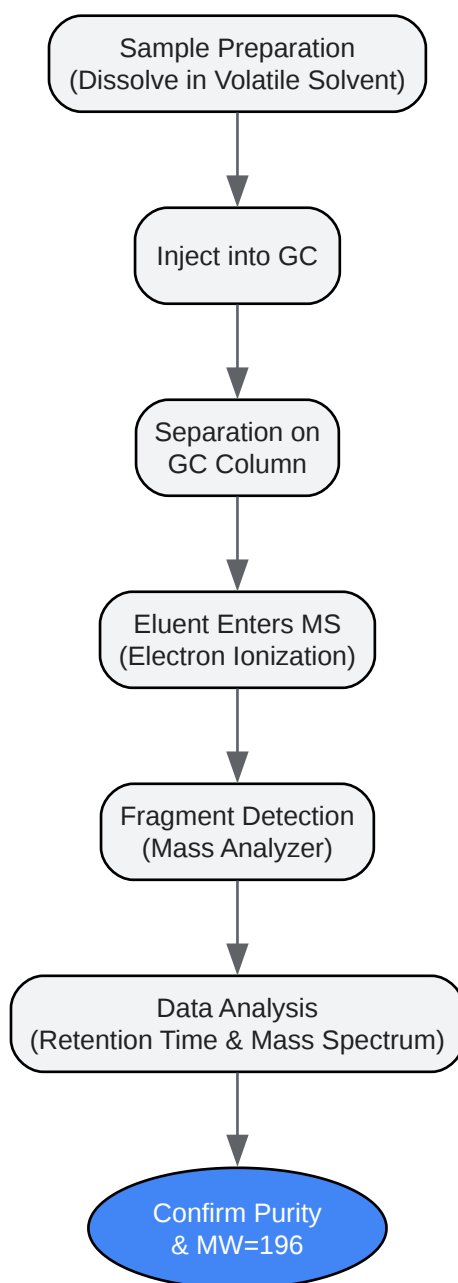 Sample Preparation
(Dissolve in Volatile Solvent)
Inject into GC
Separation on
GC Column
Eluent Enters MS
(Electron Ionization)
Fragment Detection
(Mass Analyzer)
Data Analysis
(Retention Time & Mass Spectrum)
Confirm Purity
& MW=196